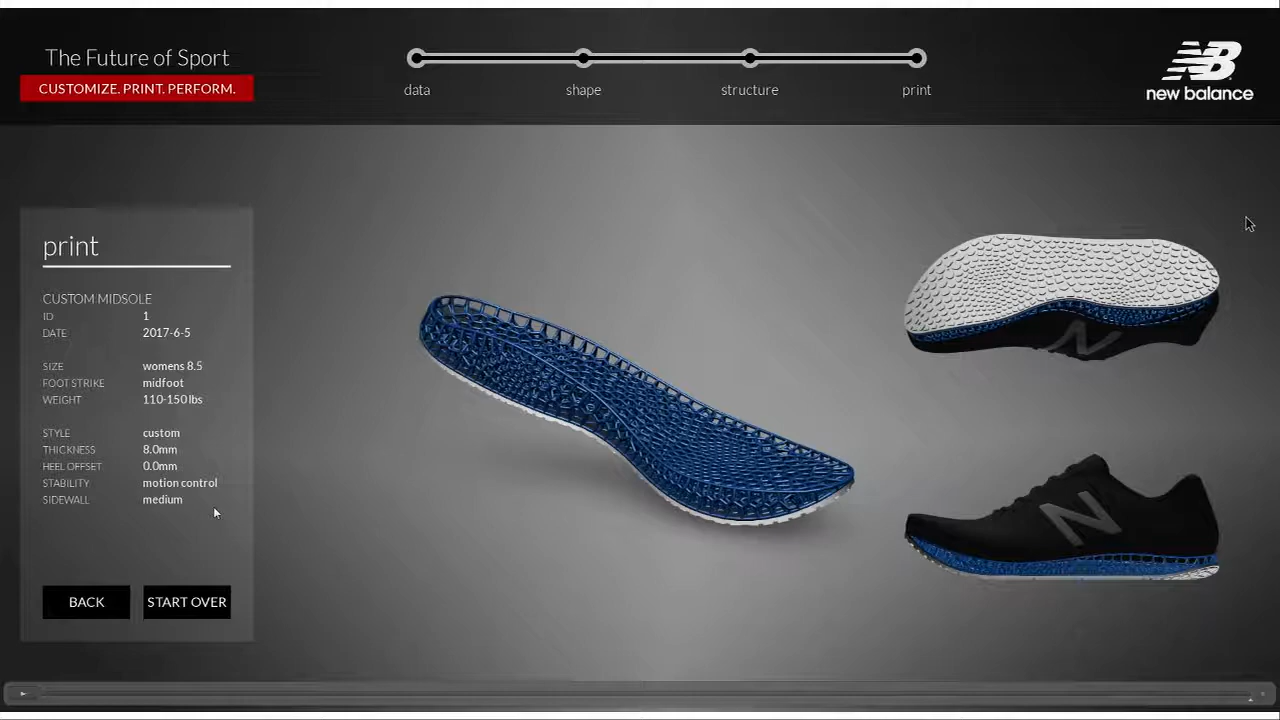 The Future of Sport
CUSTOMIZE. PRINT. PERFORM.
data
shape
structure
print
NB
new balance
print
CUSTOM MIDSOLE
ID 1
DATE 2017-6-5
SIZE womens 8.5
FOOT STRIKE midfoot
WEIGHT 110-150 lbs
STYLE custom
THICKNESS 8.0mm
HEEL OFFSET 0.0mm
STABILITY motion control
SIDEWALL medium
BACK
START OVER
N
N